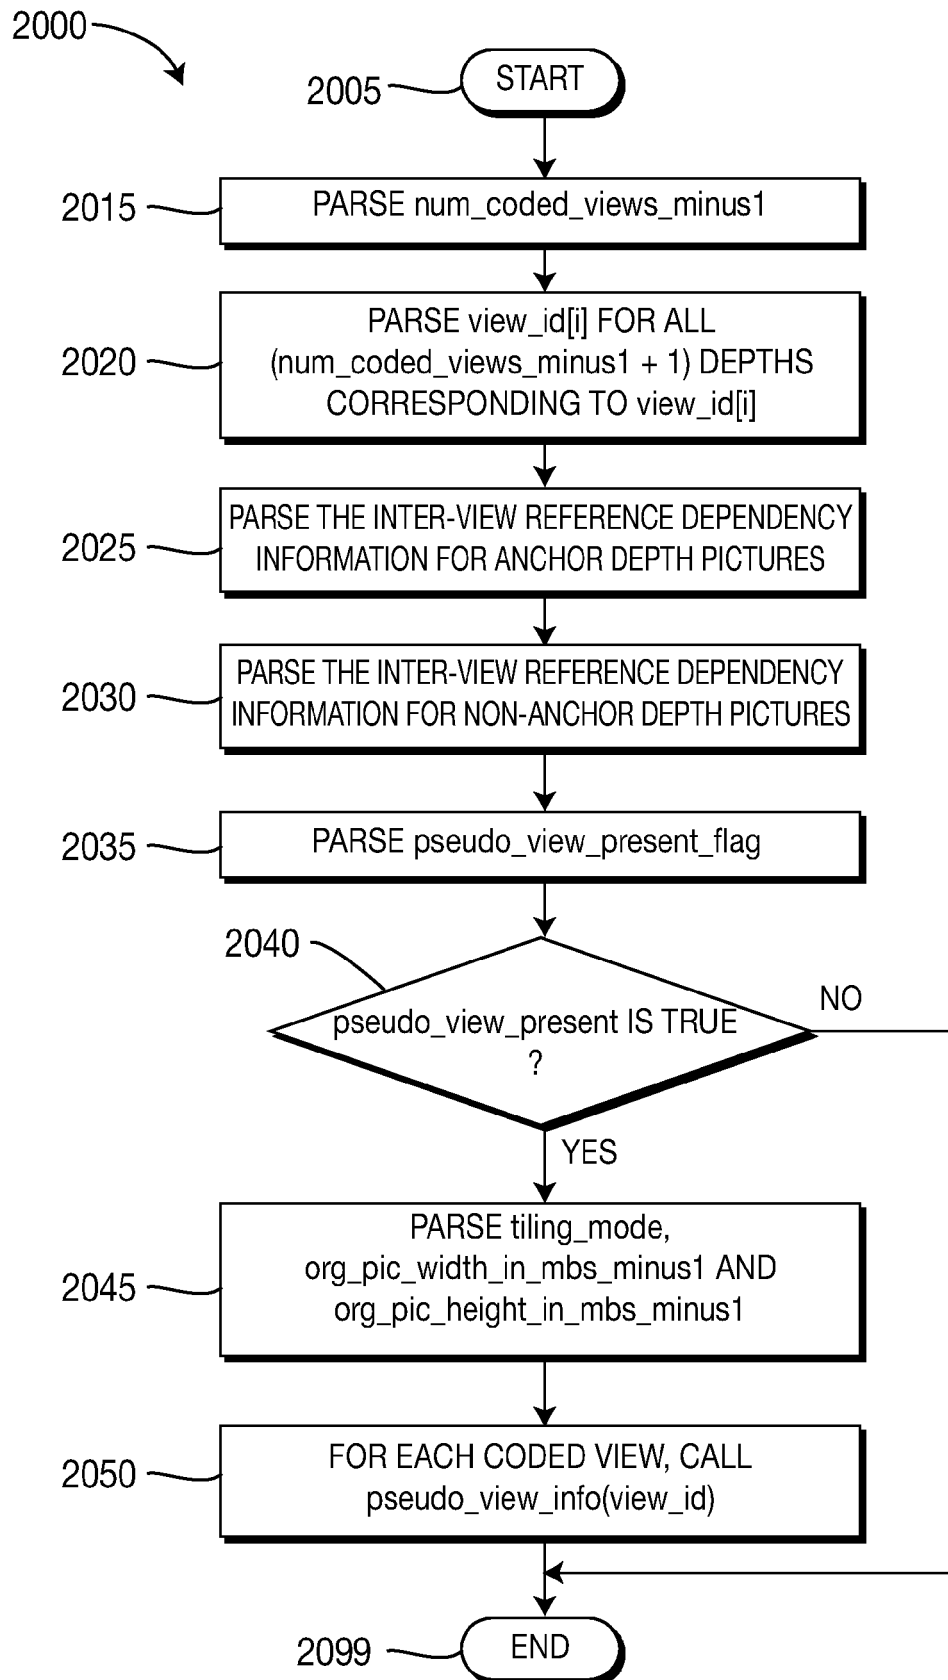 2000
START
2005
PARSE num_coded_views_minus1
2015
PARSE view_id[i] FOR ALL
(num_coded_views_minus1 + 1) DEPTHS
CORRESPONDING TO view_id[i]
2020
PARSE THE INTER-VIEW REFERENCE DEPENDENCY
INFORMATION FOR ANCHOR DEPTH PICTURES
2025
PARSE THE INTER-VIEW REFERENCE DEPENDENCY
INFORMATION FOR NON-ANCHOR DEPTH PICTURES
2030
PARSE pseudo_view_present_flag
2035
2040
pseudo_view_present IS TRUE
?
NO
YES
PARSE tiling_mode,
org_pic_width_in_mbs_minus1 AND
org_pic_height_in_mbs_minus1
2045
FOR EACH CODED VIEW, CALL
pseudo_view_info(view_id)
2050
END
2099